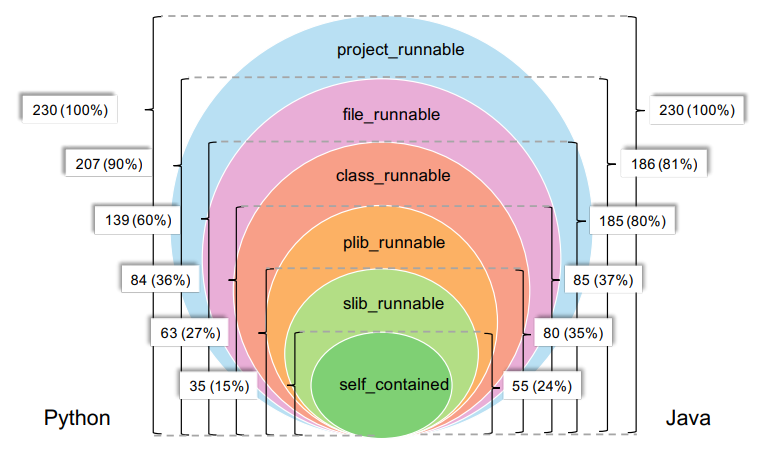 project_runnable
230 (100%)
230 (100%)
file_runnable
207 (90%)
186 (81%)
class_runnable
139 (60%)
185 (80%)
plib_runnable
84 (36%)
85 (37%)
slib_runnable
63 (27%)
80 (35%)
self_contained
35 (15%)
55 (24%)
Python
Java